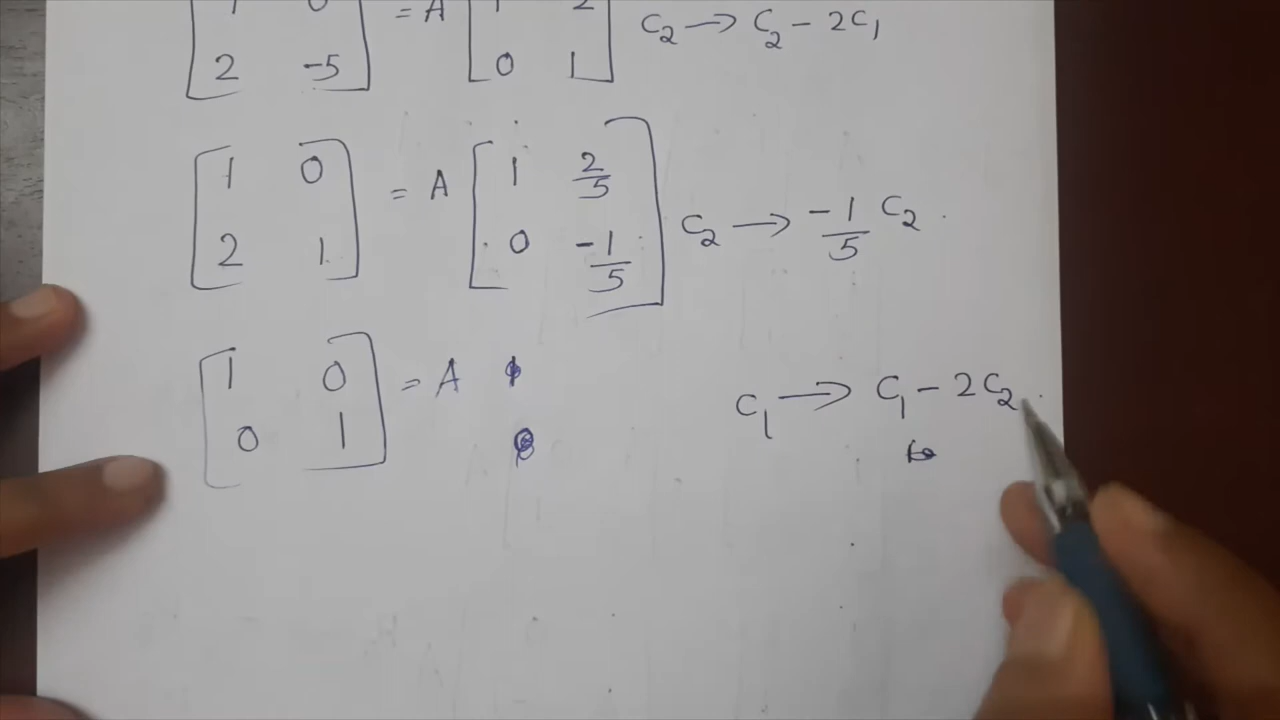 1 0 = A 1 2 C₂ → C₂ - 2C₁
2 -5 0 1
1 0 = A 1 2/5 C₂ → -1/5 C₂
2 1 0 -1/5
1 0 = A C₁ → C₁ - 2C₂
0 1